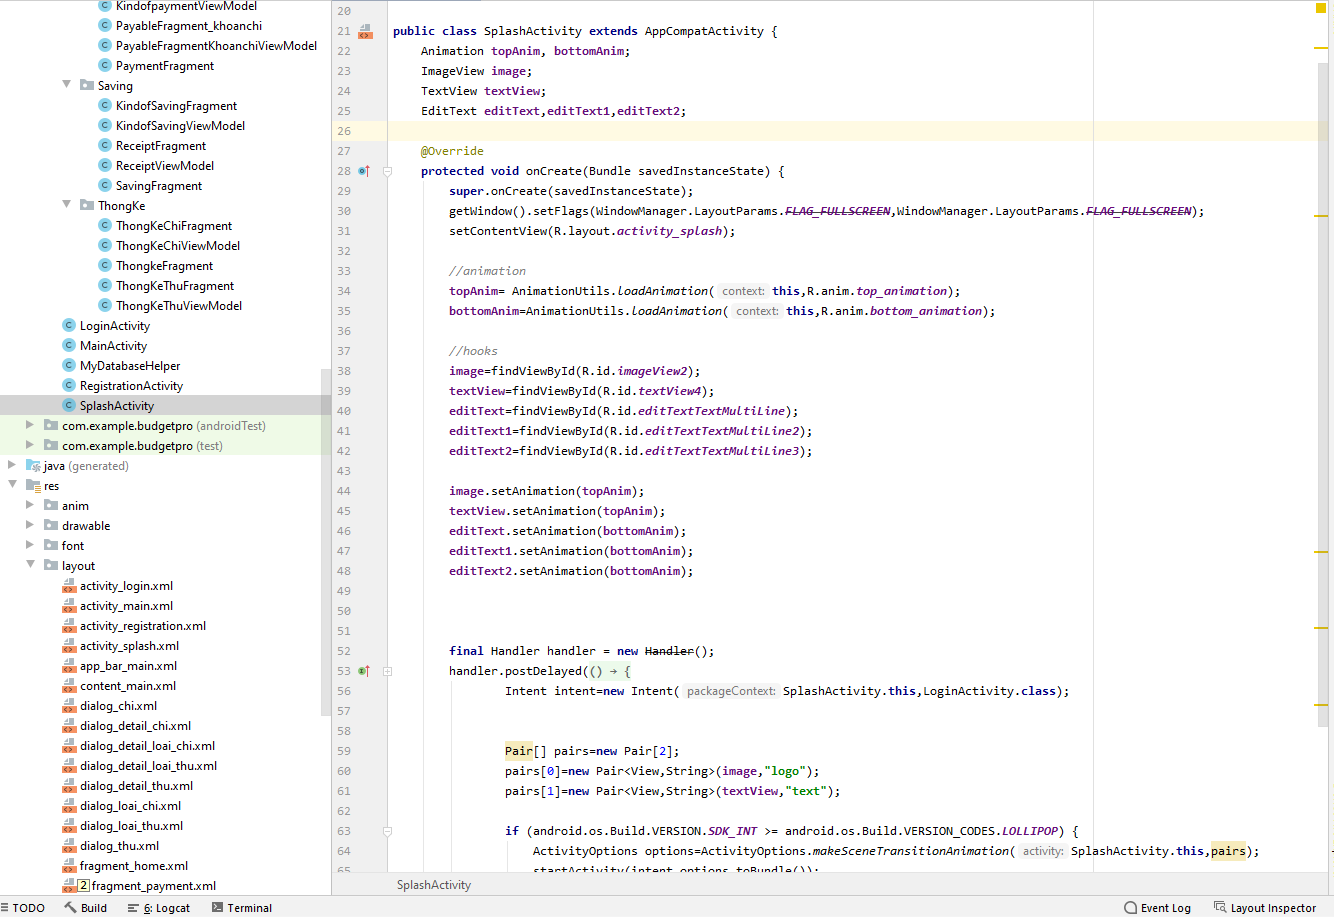 KindofpaymentViewModel
PayableFragment_khoanchi
PayableFragmentKhoanchiViewModel
PaymentFragment
Saving
KindofSavingFragment
KindofSavingViewModel
ReceiptFragment
ReceiptViewModel
SavingFragment
ThongKe
ThongKeChiFragment
ThongKeChiViewModel
ThongkeFragment
ThongKeThuFragment
ThongKeThuViewModel
LoginActivity
MainActivity
MyDatabaseHelper
RegistrationActivity
SplashActivity
com.example.budgetpro (androidTest)
com.example.budgetpro (test)
java (generated)
res
anim
drawable
font
layout
activity_login.xml
activity_main.xml
activity_registration.xml
activity_splash.xml
app_bar_main.xml
content_main.xml
dialog_chi.xml
dialog_detail_chi.xml
dialog_detail_loai_chi.xml
dialog_detail_loai_thu.xml
dialog_detail_thu.xml
dialog_loai_chi.xml
dialog_loai_thu.xml
dialog_thu.xml
fragment_home.xml
2 fragment_payment.xml
20
21 public class SplashActivity extends AppCompatActivity {
22 Animation topAnim, bottomAnim;
23 ImageView image;
24 TextView textView;
25 EditText editText,editText1,editText2;
26
27 @Override
28 protected void onCreate(Bundle savedInstanceState) {
29 super.onCreate(savedInstanceState);
30 getWindow().setFlags(WindowManager.LayoutParams.FLAG_FULLSCREEN,WindowManager.LayoutParams.FLAG_FULLSCREEN);
31 setContentView(R.layout.activity_splash);
32
33 //animation
34 topAnim= AnimationUtils.loadAnimation( context: this,R.anim.top_animation);
35 bottomAnim=AnimationUtils.loadAnimation( context: this,R.anim.bottom_animation);
36
37 //hooks
38 image=findViewById(R.id.imageView2);
39 textView=findViewById(R.id.textView4);
40 editText=findViewById(R.id.editTextTextMultiLine);
41 editText1=findViewById(R.id.editTextTextMultiLine2);
42 editText2=findViewById(R.id.editTextTextMultiLine3);
43
44 image.setAnimation(topAnim);
45 textView.setAnimation(topAnim);
46 editText.setAnimation(bottomAnim);
47 editText1.setAnimation(bottomAnim);
48 editText2.setAnimation(bottomAnim);
49
50
51
52 final Handler handler = new Handler();
53 handler.postDelayed(() → {
56 Intent intent=new Intent( packageContext: SplashActivity.this,LoginActivity.class);
57
58
59 Pair[] pairs=new Pair[2];
60 pairs[0]=new Pair<View,String>(image,"logo");
61 pairs[1]=new Pair<View,String>(textView,"text");
62
63 if (android.os.Build.VERSION.SDK_INT >= android.os.Build.VERSION_CODES.LOLLIPOP) {
64 ActivityOptions options=ActivityOptions.makeSceneTransitionAnimation( activity: SplashActivity.this,pairs);
65 startActivity(intent,options.toBundle());
SplashActivity
TODO Build 6: Logcat Terminal Event Log Layout Inspector